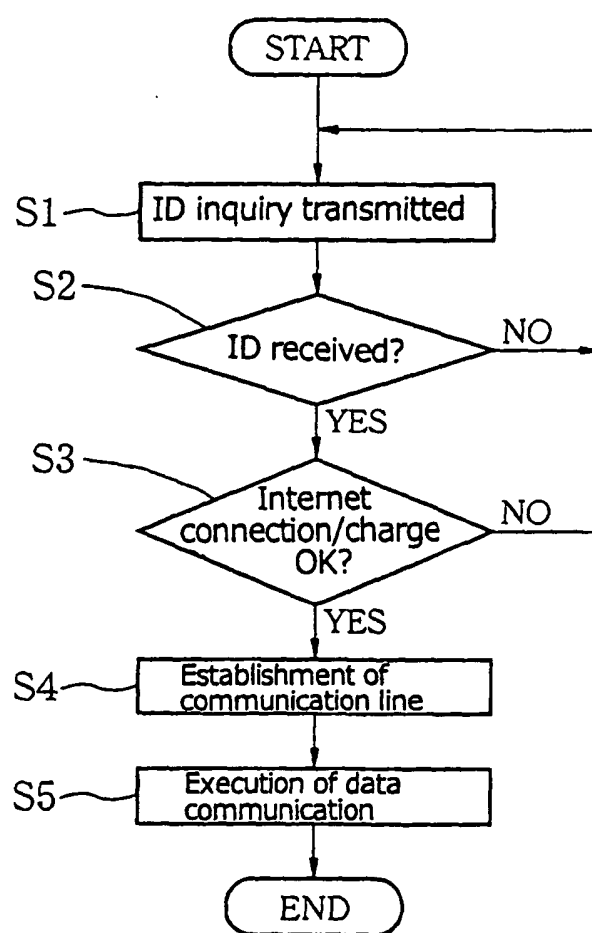 START
S1
ID inquiry transmitted
S2
ID received?
NO
YES
S3
Internet
connection/charge
OK?
NO
YES
S4
Establishment of
communication line
S5
Execution of data
communication
END